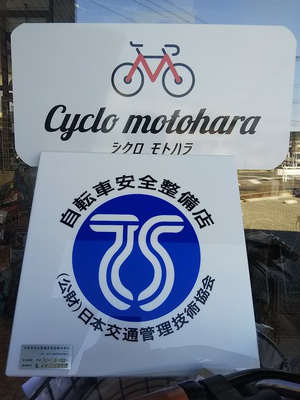 Cyclo motohara
シクロ モトハラ
自転車安全整備店
TS
(公財)日本交通管理技術協会